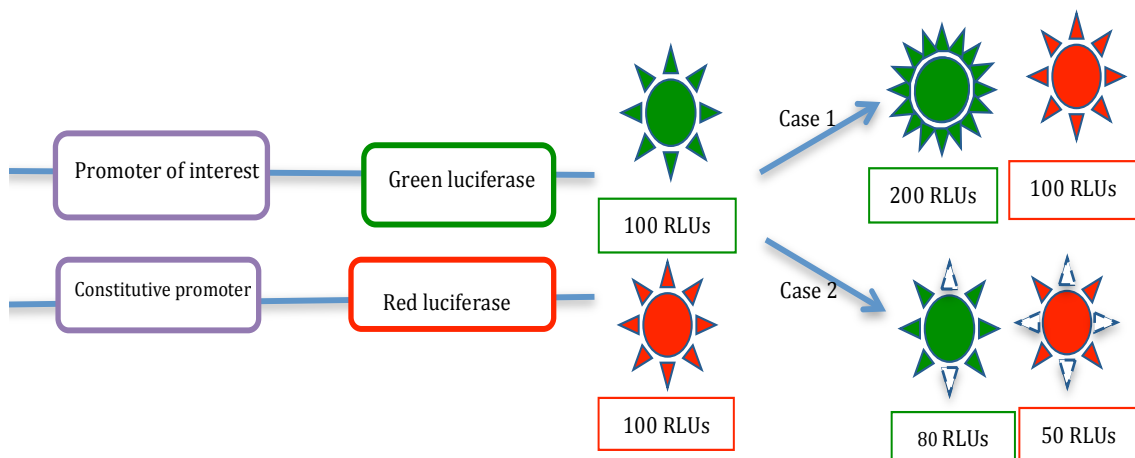 Promoter of interest
Green luciferase
100 RLUs
Constitutive promoter
Red luciferase
100 RLUs
Case 1
200 RLUs
100 RLUs
Case 2
80 RLUs
50 RLUs